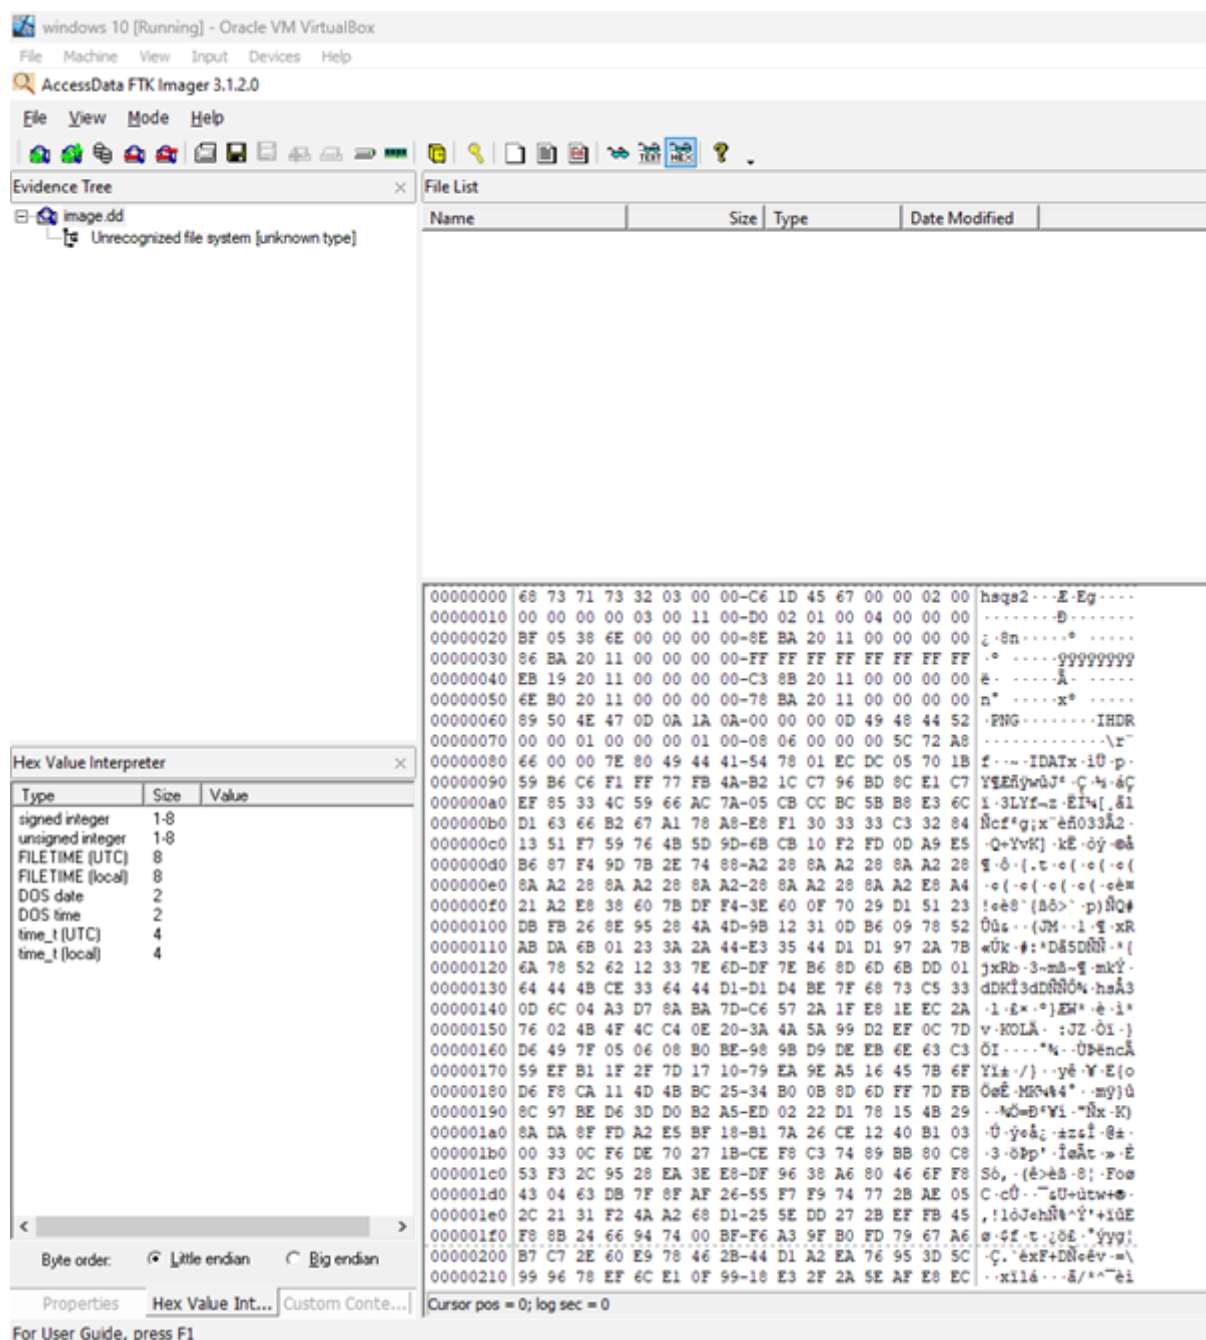 windows 10 [Running] - Oracle VM VirtualBox
File Machine View Input Devices Help
AccessData FTK Imager 3.1.2.0
File View Mode Help
Evidence Tree
image.dd
Unrecognized file system [unknown type]
File List
Name Size Type Date Modified
Hex Value Interpreter
Type Size Value
signed integer 1-8
unsigned integer 1-8
FILETIME (UTC) 8
FILETIME (local) 8
DOS date 2
DOS time 2
time_t (UTC) 4
time_t (local) 4
Byte order: Little endian Big endian
Properties Hex Value Int... Custom Conte...
00000000 68 73 71 73 32 03 00 00-C6 1D 45 67 00 00 02 00 hsqs2···Æ·Eg····
00000010 00 00 00 00 03 00 11 00-D0 02 01 00 04 00 00 00 ········Ð·······
00000020 BF 05 38 6E 00 00 00 00-8E BA 20 11 00 00 00 00
00000030 86 BA 20 11 00 00 00 00-FF FF FF FF FF FF FF FF
00000040 EB 19 20 11 00 00 00 00-C3 8B 20 11 00 00 00 00
00000050 6E B0 20 11 00 00 00 00-78 BA 20 11 00 00 00 00
00000060 89 50 4E 47 0D 0A 1A 0A-00 00 00 0D 49 48 44 52 ·PNG········IHDR
00000070 00 00 01 00 00 00 01 00-08 06 00 00 00 5C 72 A8
00000080 66 00 00 7E 80 49 44 41-54 78 01 EC DC 05 70 1B
00000090 59 B6 C6 F1 FF 77 FB 4A-B2 1C C7 96 BD 8C E1 C7
000000a0 EF 85 33 4C 59 66 AC 7A-05 CB CC BC 5B B8 E3 6C
000000b0 D1 63 66 B2 67 A1 78 A8-E8 F1 30 33 33 C3 32 84
000000c0 13 51 F7 59 76 4B 5D 9D-6B CB 10 F2 FD 0D A9 E5
000000d0 B6 87 F4 9D 7B 2E 74 88-A2 28 8A A2 28 8A A2 28
000000e0 8A A2 28 8A A2 28 8A A2-28 8A A2 28 8A A2 E8 A4
000000f0 21 A2 E8 38 60 7B DF F4-3E 60 0F 70 29 D1 51 23
00000100 DB FB 26 8E 95 28 4A 4D-9B 12 31 0D B6 09 78 52
00000110 AB DA 6B 01 23 3A 2A 44-E3 35 44 D1 D1 97 2A 7B
00000120 6A 78 52 62 12 33 7E 6D-DF 7E B6 8D 6D 6B DD 01
00000130 64 44 4B CE 33 64 44 D1-D1 D4 BE 7F 68 73 C5 33
00000140 0D 6C 04 A3 D7 8A BA 7D-C6 57 2A 1F E8 1E EC 2A
00000150 76 02 4B 4F 4C C4 0E 20-3A 4A 5A 99 D2 EF 0C 7D
00000160 D6 49 7F 05 06 08 B0 BE-98 9B D9 DE EB 6E 63 C3
00000170 59 EF B1 1F 2F 7D 17 10-79 EA 9E A5 16 45 7B 6F
00000180 D6 F8 CA 11 4D 4B BC 25-34 B0 0B 8D 6D FF 7D FB
00000190 8C 97 BE D6 3D D0 B2 A5-ED 02 22 D1 78 15 4B 29
000001a0 8A DA 8F FD A2 E5 BF 18-B1 7A 26 CE 12 40 B1 03
000001b0 00 33 0C F6 DE 70 27 1B-CE F8 C3 74 89 BB 80 C8
000001c0 53 F3 2C 95 28 EA 3E E8-DF 96 38 A6 80 46 6F F8
000001d0 43 04 63 DB 7F 8F AF 26-55 F7 F9 74 77 2B AE 05
000001e0 2C 21 31 F2 4A A2 68 D1-25 5E DD 27 2B EF FB 45
000001f0 F8 8B 24 66 94 74 00 BF-F6 A3 9F B0 FD 79 67 A6
00000200 B7 C7 2E 60 E9 78 46 2B-44 D1 A2 EA 76 95 3D 5C
00000210 99 96 78 EF 6C E1 0F 99-18 E3 2F 2A 5E AF E8 EC
Cursor pos = 0; log sec = 0
For User Guide, press F1